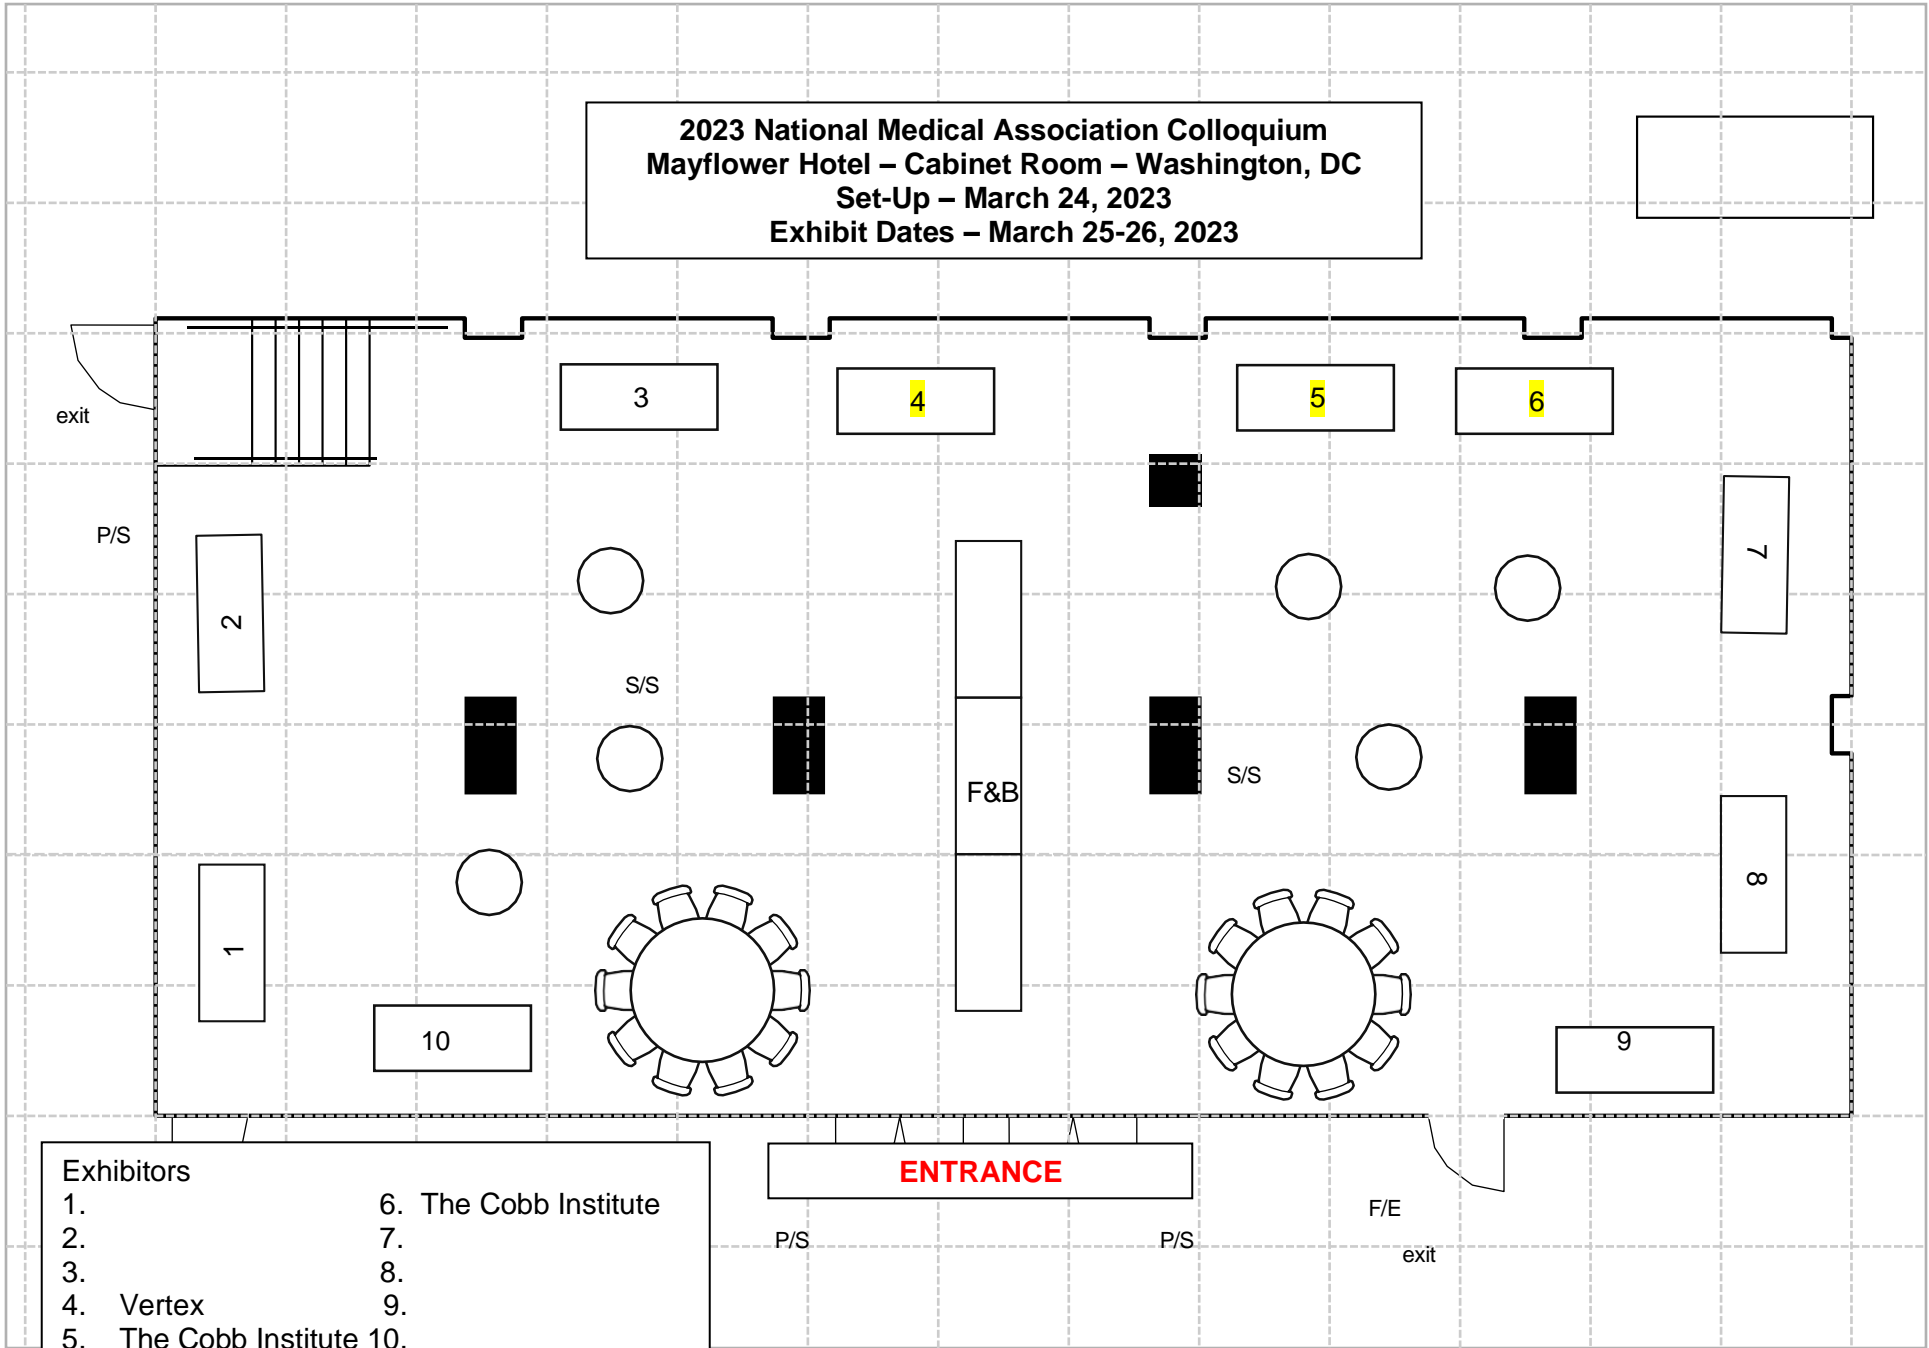 2023 National Medical Association Colloquium
Mayflower Hotel – Cabinet Room – Washington, DC
Set-Up – March 24, 2023
Exhibit Dates – March 25-26, 2023
exit
3
4
5
6
P/S
2
7
S/S
S/S
F&B
1
8
10
9
ENTRANCE
Exhibitors
1. 6. The Cobb Institute
2. 7.
3. 8.
4. Vertex 9.
5. The Cobb Institute 10.
P/S
P/S
F/E
exit